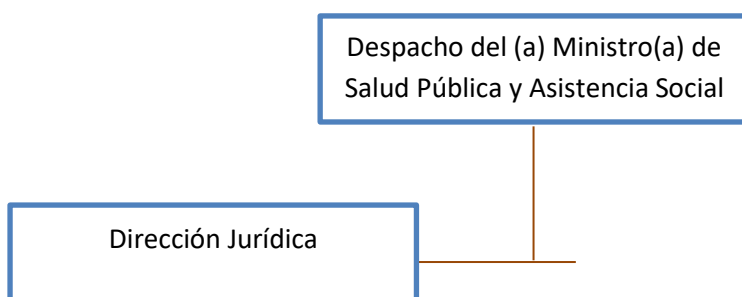 Despacho del (a) Ministro(a) de
Salud Pública y Asistencia Social
Dirección Jurídica